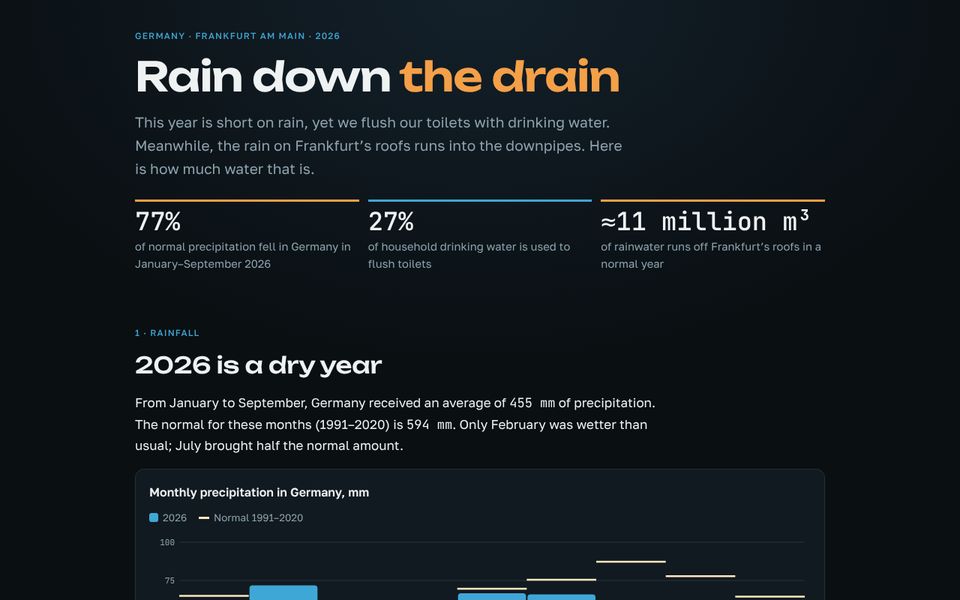 GERMANY · FRANKFURT AM MAIN · 2026
Rain down the drain
This year is short on rain, yet we flush our toilets with drinking water.
Meanwhile, the rain on Frankfurt’s roofs runs into the downpipes. Here
is how much water that is.
77%
of normal precipitation fell in Germany in
January–September 2026
27%
of household drinking water is used to
flush toilets
≈11 million m³
of rainwater runs off Frankfurt’s roofs in a
normal year
1 · RAINFALL
2026 is a dry year
From January to September, Germany received an average of 455 mm of precipitation.
The normal for these months (1991–2020) is 594 mm. Only February was wetter than
usual; July brought half the normal amount.
Monthly precipitation in Germany, mm
2026
Normal 1991–2020
100
75